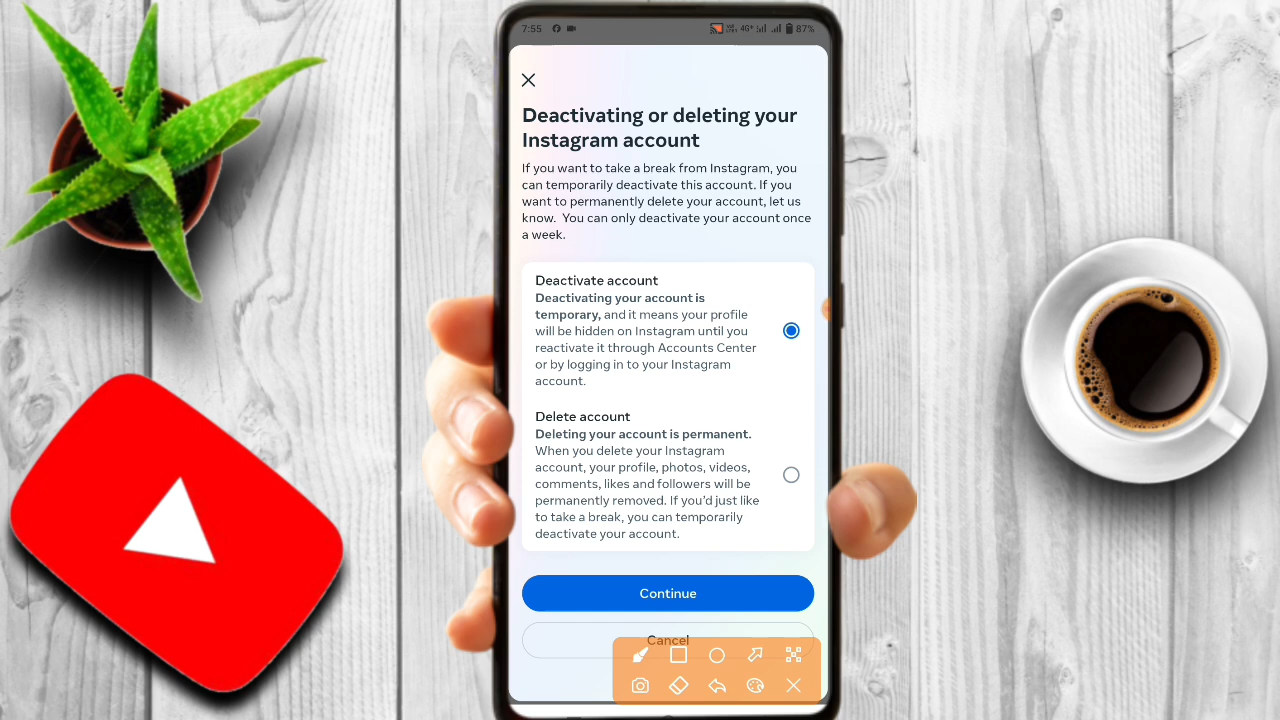 7:55
4G+
87%
Deactivating or deleting your
Instagram account
If you want to take a break from Instagram, you
can temporarily deactivate this account. If you
want to permanently delete your account, let us
know.  You can only deactivate your account once
a week.
Deactivate account
Deactivating your account is
temporary, and it means your profile
will be hidden on Instagram until you
reactivate it through Accounts Center
or by logging in to your Instagram
account.
Delete account
Deleting your account is permanent.
When you delete your Instagram
account, your profile, photos, videos,
comments, likes and followers will be
permanently removed. If you'd just like
to take a break, you can temporarily
deactivate your account.
Continue
Cancel